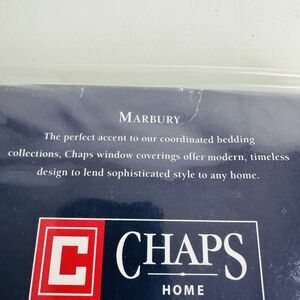 MARBURY
The perfect accent to our coordinated bedding
collections, Chaps window coverings offer modern, timeless
design to lend sophisticated style to any home.
C CHAPS
HOME